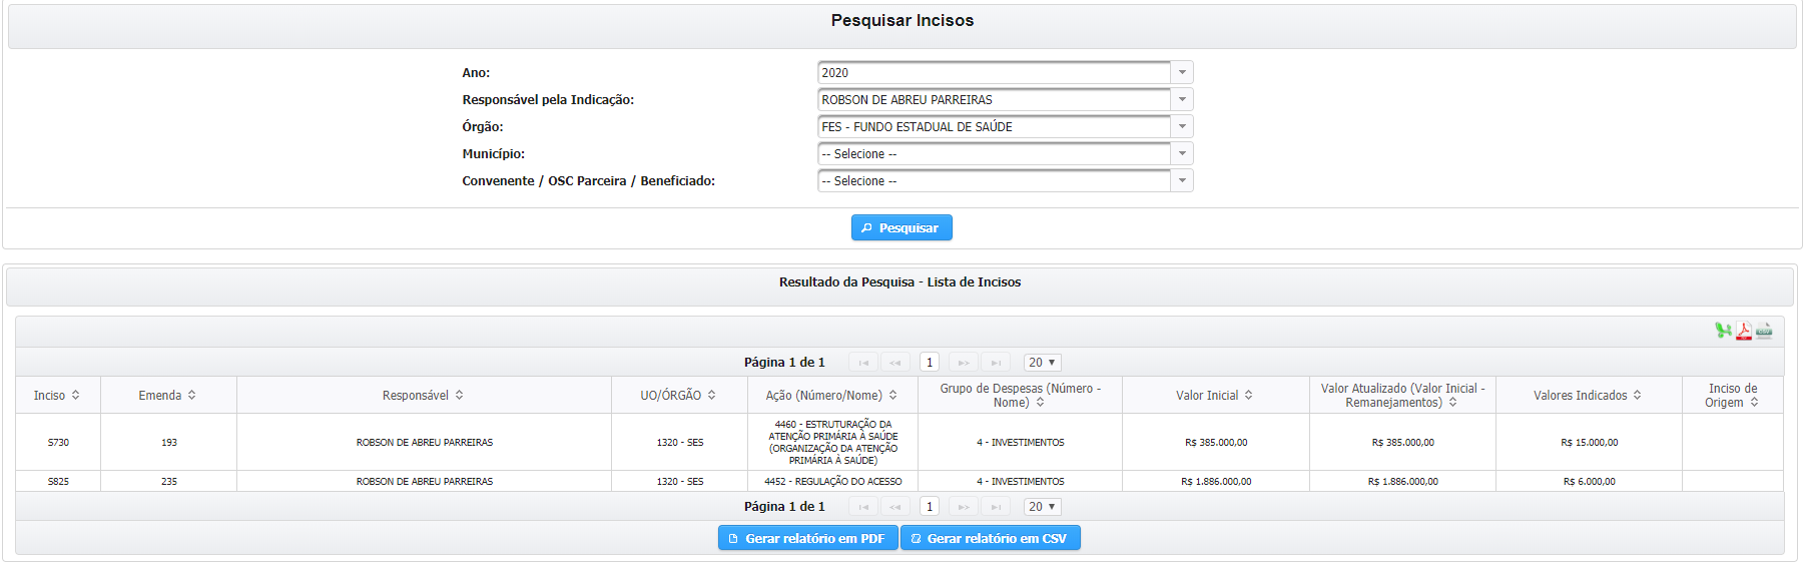 Pesquisar Incisos
Ano: 2020
Responsável pela Indicação: ROBSON DE ABREU PARREIRAS
Órgão: FES - FUNDO ESTADUAL DE SAÚDE
Município: -- Selecione --
Convenente / OSC Parceira / Beneficiado: -- Selecione --
Pesquisar
Resultado da Pesquisa - Lista de Incisos
Página 1 de 1 1 20
Inciso Emenda Responsável UO/ÓRGÃO Ação (Número/Nome) Grupo de Despesas (Número - Nome) Valor Inicial Valor Atualizado (Valor Inicial - Remanejamentos) Valores Indicados Inciso de Origem
5730 193 ROBSON DE ABREU PARREIRAS 1320 - SES 4460 - ESTRUTURAÇÃO DA ATENÇÃO PRIMÁRIA À SAÚDE (ORGANIZAÇÃO DA ATENÇÃO PRIMÁRIA À SAÚDE) 4 - INVESTIMENTOS R$ 385.000,00 R$ 385.000,00 R$ 15.000,00
5825 235 ROBSON DE ABREU PARREIRAS 1320 - SES 4452 - REGULAÇÃO DO ACESSO 4 - INVESTIMENTOS R$ 1.886.000,00 R$ 1.886.000,00 R$ 6.000,00
Página 1 de 1 1 20
Gerar relatório em PDF Gerar relatório em CSV